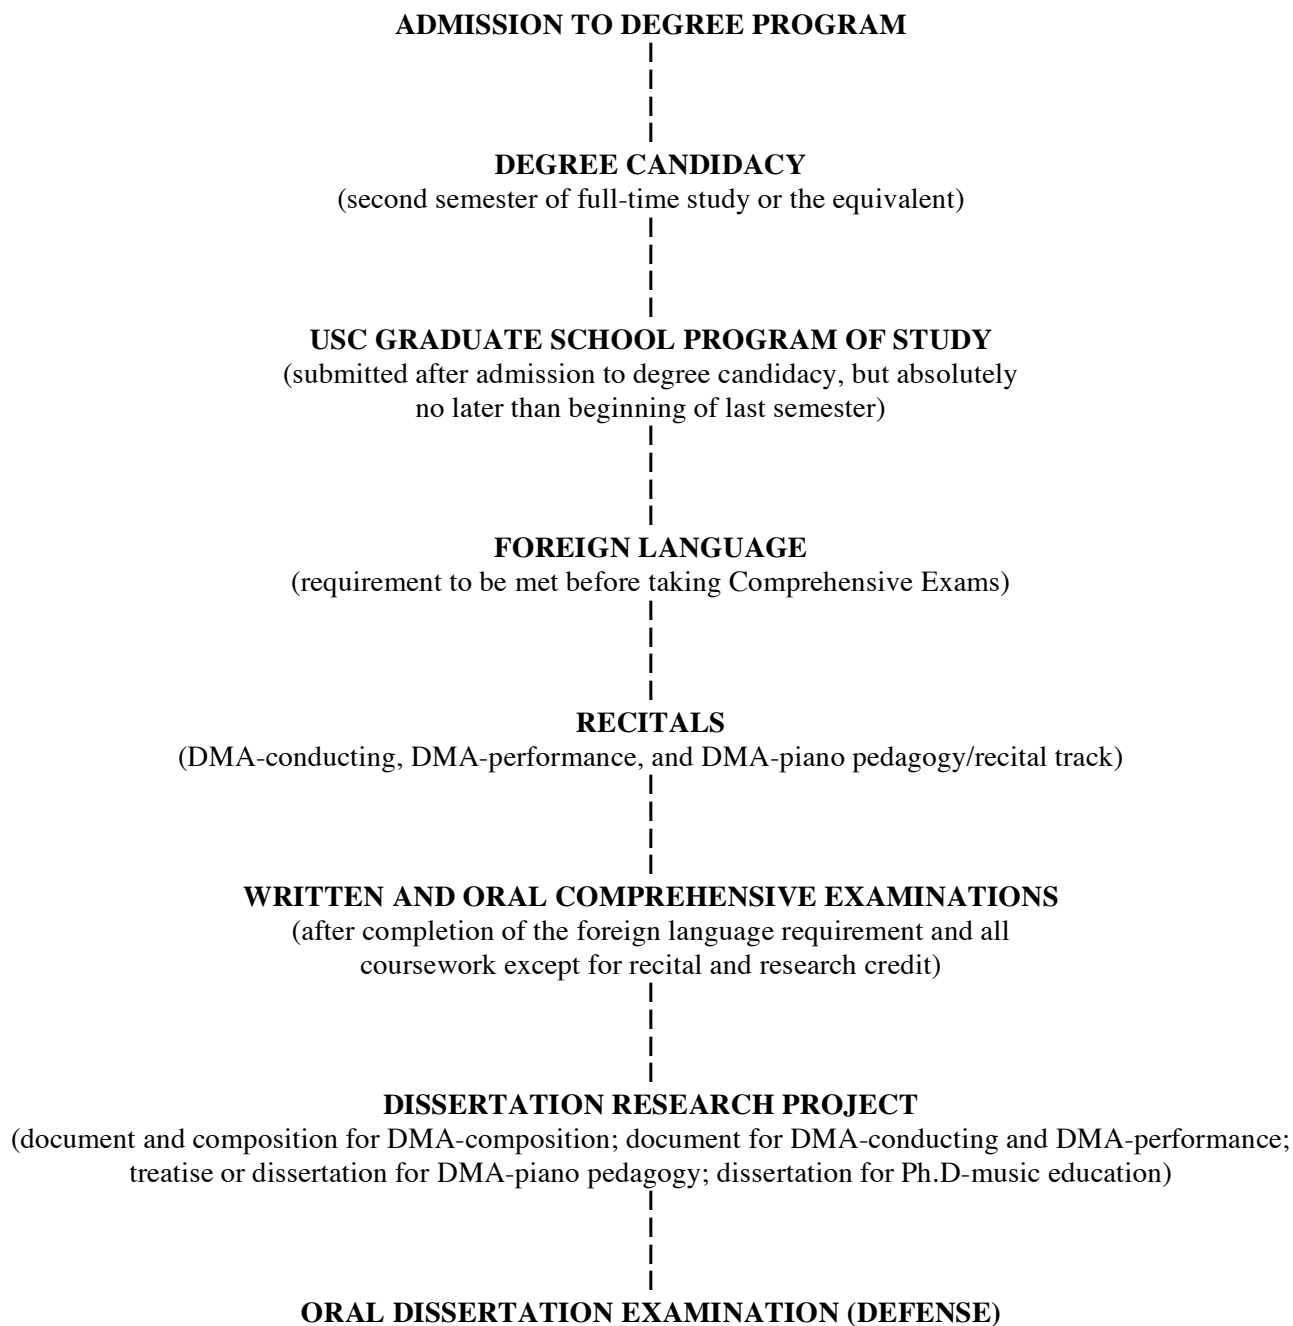 ADMISSION TO DEGREE PROGRAM
DEGREE CANDIDACY
(second semester of full-time study or the equivalent)
USC GRADUATE SCHOOL PROGRAM OF STUDY
(submitted after admission to degree candidacy, but absolutely
no later than beginning of last semester)
FOREIGN LANGUAGE
(requirement to be met before taking Comprehensive Exams)
RECITALS
(DMA-conducting, DMA-performance, and DMA-piano pedagogy/recital track)
WRITTEN AND ORAL COMPREHENSIVE EXAMINATIONS
(after completion of the foreign language requirement and all
coursework except for recital and research credit)
DISSERTATION RESEARCH PROJECT
(document and composition for DMA-composition; document for DMA-conducting and DMA-performance;
treatise or dissertation for DMA-piano pedagogy; dissertation for Ph.D-music education)
ORAL DISSERTATION EXAMINATION (DEFENSE)